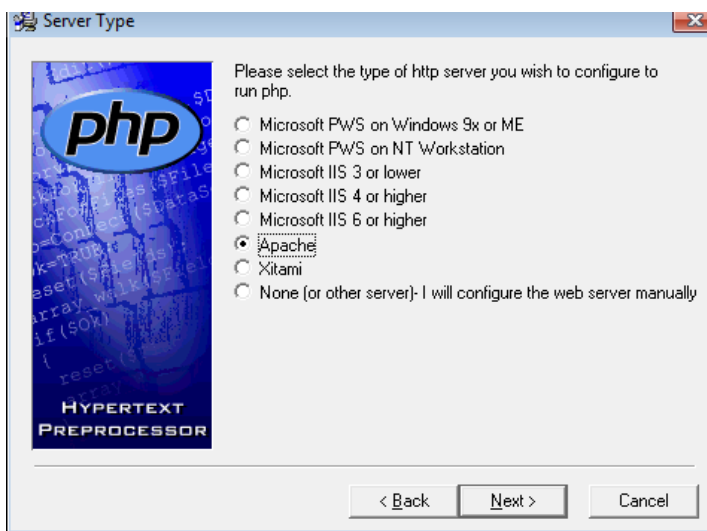 Server Type
php
HYPERTEXT
PREPROCESSOR
Please select the type of http server you wish to configure to
run php.
Microsoft PWS on Windows 9x or ME
Microsoft PWS on NT Workstation
Microsoft IIS 3 or lower
Microsoft IIS 4 or higher
Microsoft IIS 6 or higher
Apache
Xitami
None (or other server)- I will configure the web server manually
< Back
Next >
Cancel